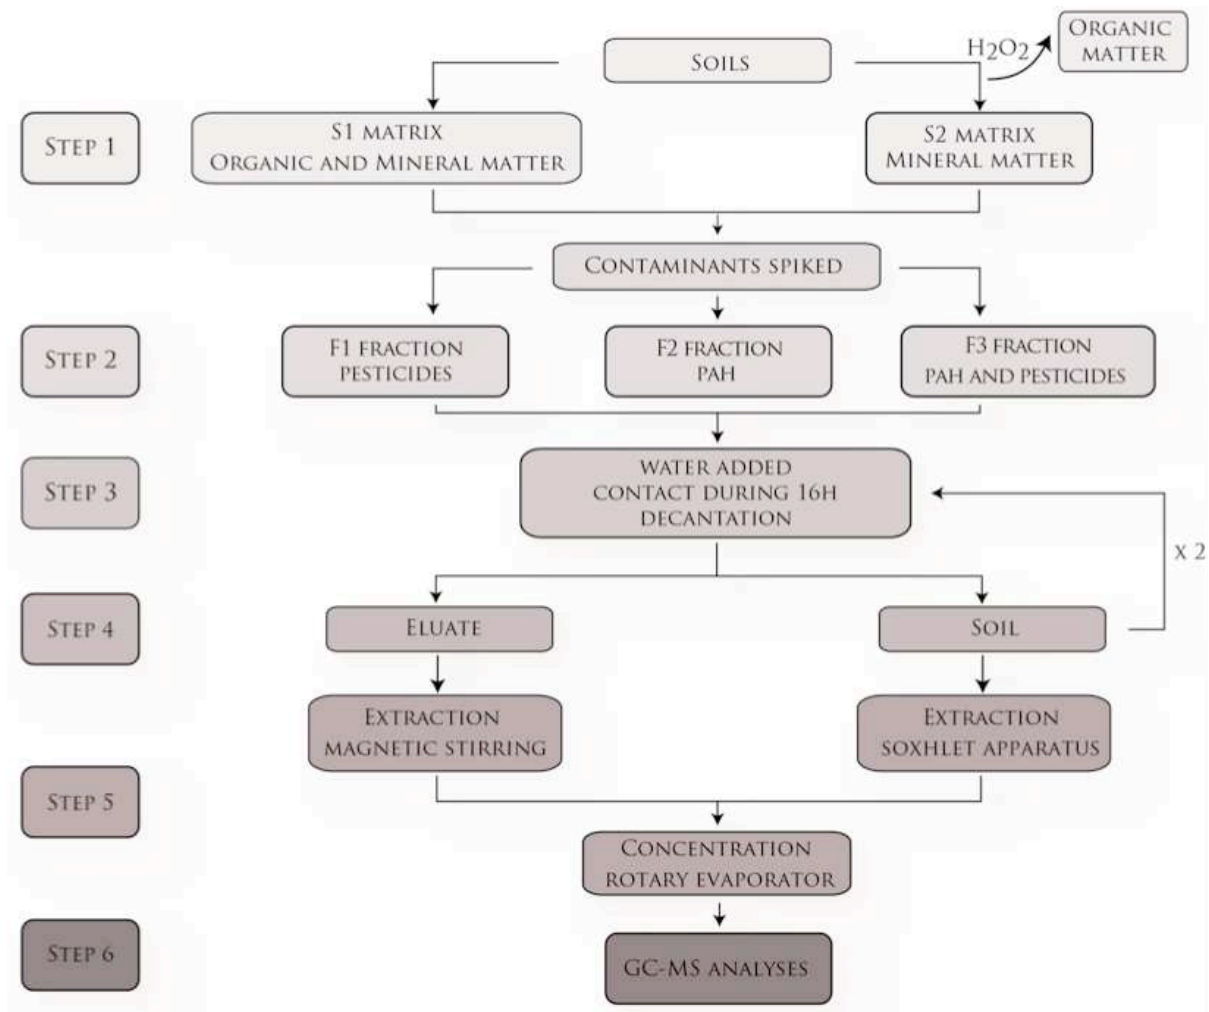 Soils
H2O2
Organic
matter
Step 1
S1 matrix
Organic and Mineral matter
S2 matrix
Mineral matter
Contaminants spiked
Step 2
F1 fraction
pesticides
F2 fraction
PAH
F3 fraction
PAH and pesticides
Step 3
water added
contact during 16h
decantation
x 2
Step 4
Eluate
Soil
Extraction
magnetic stirring
Extraction
soxhlet apparatus
Step 5
Concentration
rotary evaporator
Step 6
GC-MS analyses